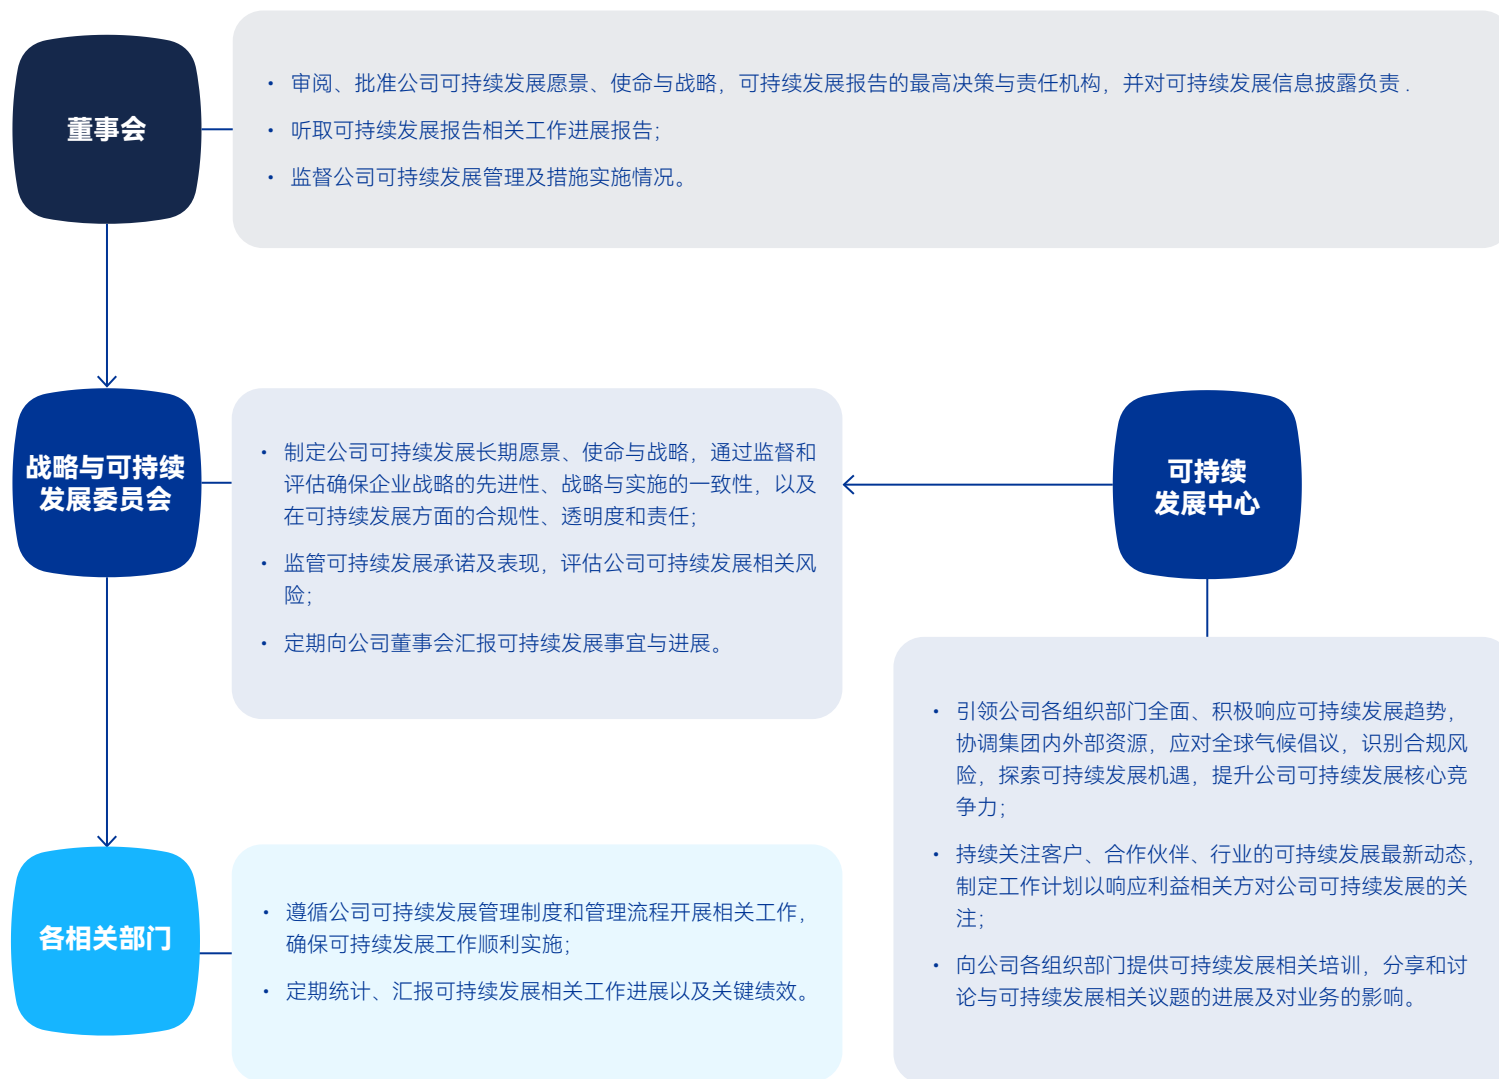 董事会
• 审阅、批准公司可持续发展愿景、使命与战略，可持续发展报告的最高决策与责任机构，并对可持续发展信息披露负责 .
• 听取可持续发展报告相关工作进展报告；
• 监督公司可持续发展管理及措施实施情况。
战略与可持续
发展委员会
• 制定公司可持续发展长期愿景、使命与战略，通过监督和
评估确保企业战略的先进性、战略与实施的一致性，以及
在可持续发展方面的合规性、透明度和责任；
• 监管可持续发展承诺及表现，评估公司可持续发展相关风
险；
• 定期向公司董事会汇报可持续发展事宜与进展。
可持续
发展中心
• 引领公司各组织部门全面、积极响应可持续发展趋势，
协调集团内外部资源，应对全球气候倡议，识别合规风
险，探索可持续发展机遇，提升公司可持续发展核心竞
争力；
• 持续关注客户、合作伙伴、行业的可持续发展最新动态，
制定工作计划以响应利益相关方对公司可持续发展的关
注；
• 向公司各组织部门提供可持续发展相关培训，分享和讨
论与可持续发展相关议题的进展及对业务的影响。
各相关部门
• 遵循公司可持续发展管理制度和管理流程开展相关工作，
确保可持续发展工作顺利实施；
• 定期统计、汇报可持续发展相关工作进展以及关键绩效。